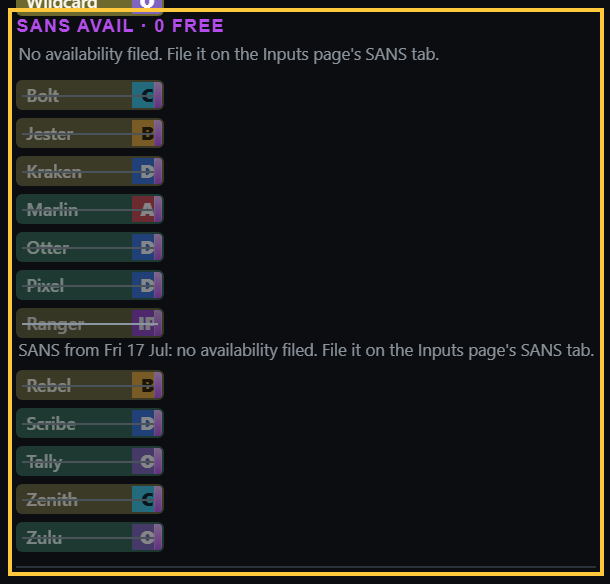 Wildcard
SANS AVAIL · 0 FREE
No availability filed. File it on the Inputs page's SANS tab.
Bolt C
Jester B
Kraken D
Marlin A
Otter D
Pixel D
Ranger IP
SANS from Fri 17 Jul: no availability filed. File it on the Inputs page's SANS tab.
Rebel B
Scribe D
Tally O
Zenith C
Zulu O